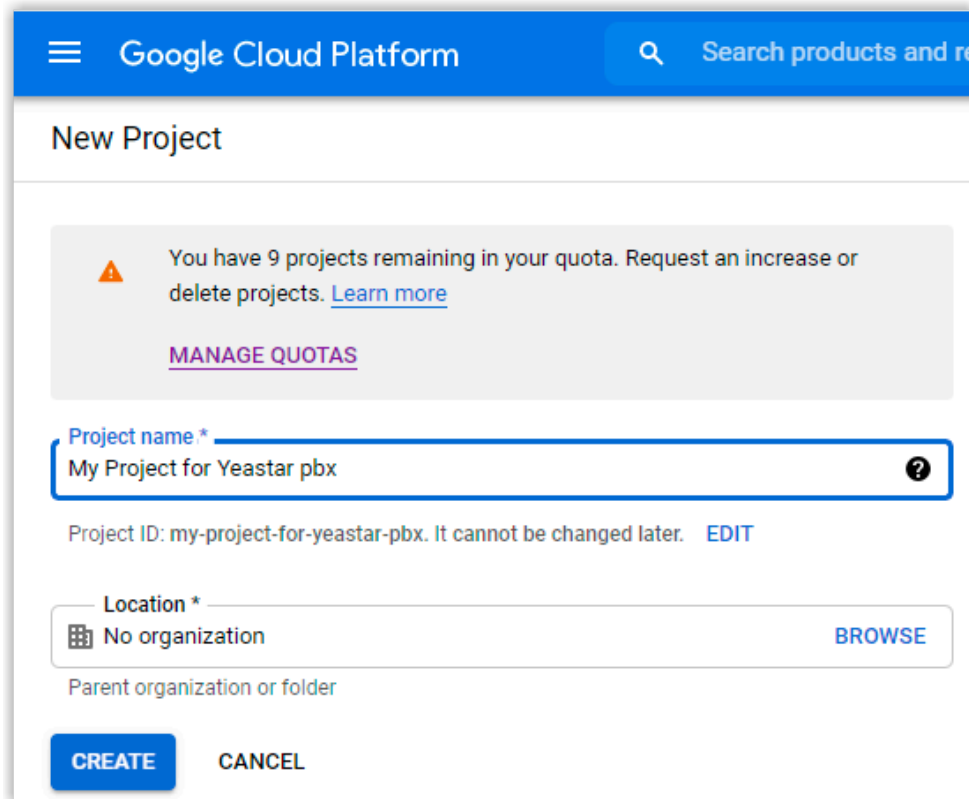 Google Cloud Platform
Search products and
New Project
You have 9 projects remaining in your quota. Request an increase or
delete projects. Learn more
MANAGE QUOTAS
Project name *
My Project for Yeastar pbx
Project ID: my-project-for-yeastar-pbx. It cannot be changed later. EDIT
Location *
No organization
BROWSE
Parent organization or folder
CREATE
CANCEL